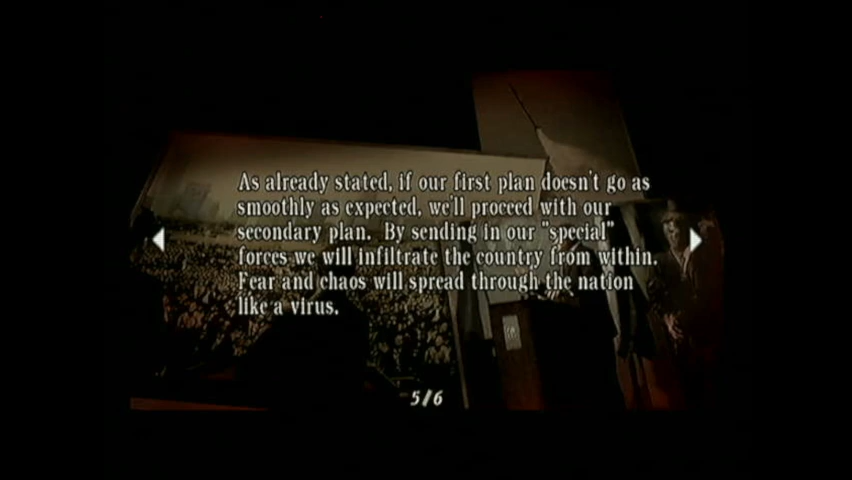 As already stated, if our first plan doesn't go as
smoothly as expected, we'll proceed with our
secondary plan. By sending in our "special"
forces we will infiltrate the country from within.
Fear and chaos will spread through the nation
like a virus.
5/6